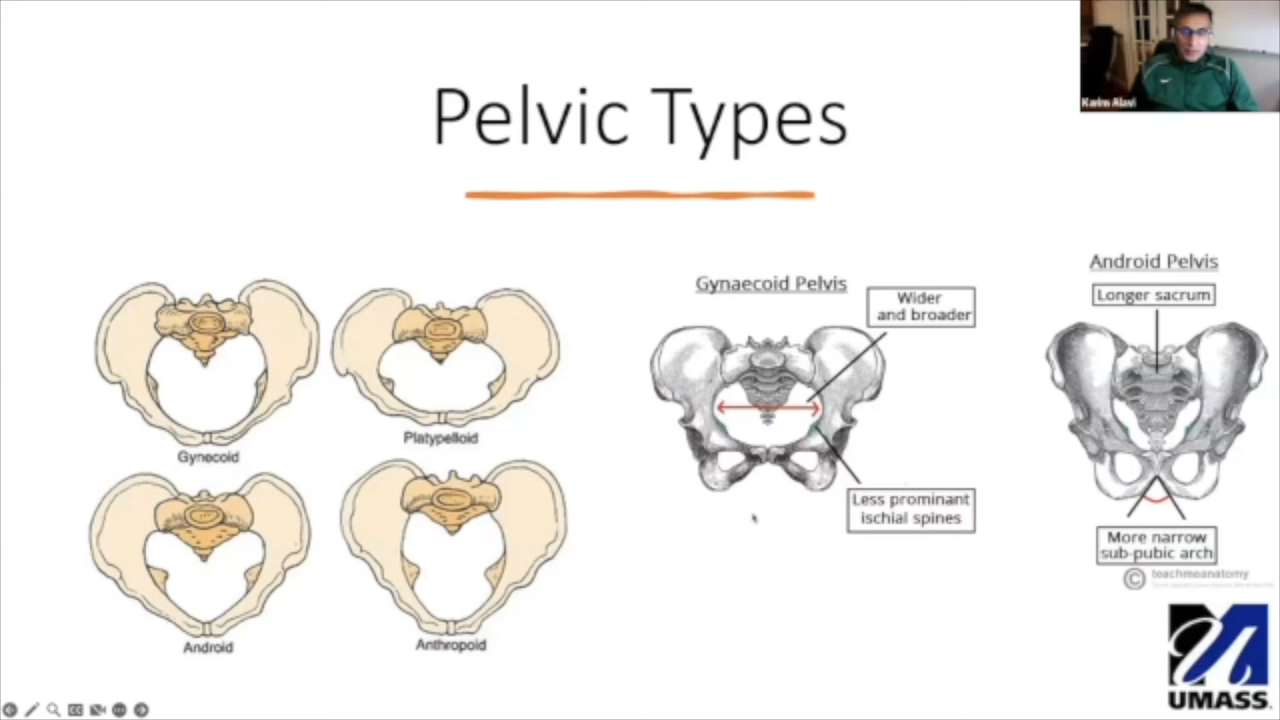 Karim Alavi
Pelvic Types
Gynecoid
Platypelloid
Android
Anthropoid
Gynaecoid Pelvis
Wider
and broader
Less prominant
ischial spines
Android Pelvis
Longer sacrum
More narrow
sub-pubic arch
© teachmeanatomy
UMASS